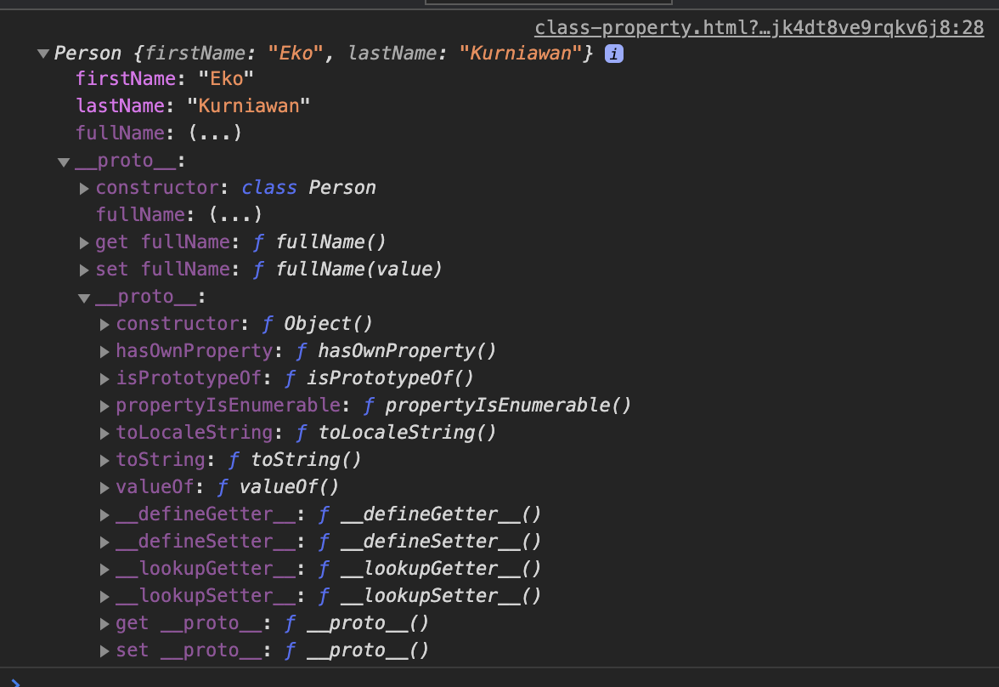 class-property.html?…jk4dt8ve9rqkv6j8:28
Person {firstName: "Eko", lastName: "Kurniawan"} i
firstName: "Eko"
lastName: "Kurniawan"
fullName: (...)
__proto__:
constructor: class Person
fullName: (...)
get fullName: ƒ fullName()
set fullName: ƒ fullName(value)
__proto__:
constructor: ƒ Object()
hasOwnProperty: ƒ hasOwnProperty()
isPrototypeOf: ƒ isPrototypeOf()
propertyIsEnumerable: ƒ propertyIsEnumerable()
toLocaleString: ƒ toLocaleString()
toString: ƒ toString()
valueOf: ƒ valueOf()
__defineGetter__: ƒ __defineGetter__()
__defineSetter__: ƒ __defineSetter__()
__lookupGetter__: ƒ __lookupGetter__()
__lookupSetter__: ƒ __lookupSetter__()
get __proto__: ƒ __proto__()
set __proto__: ƒ __proto__()